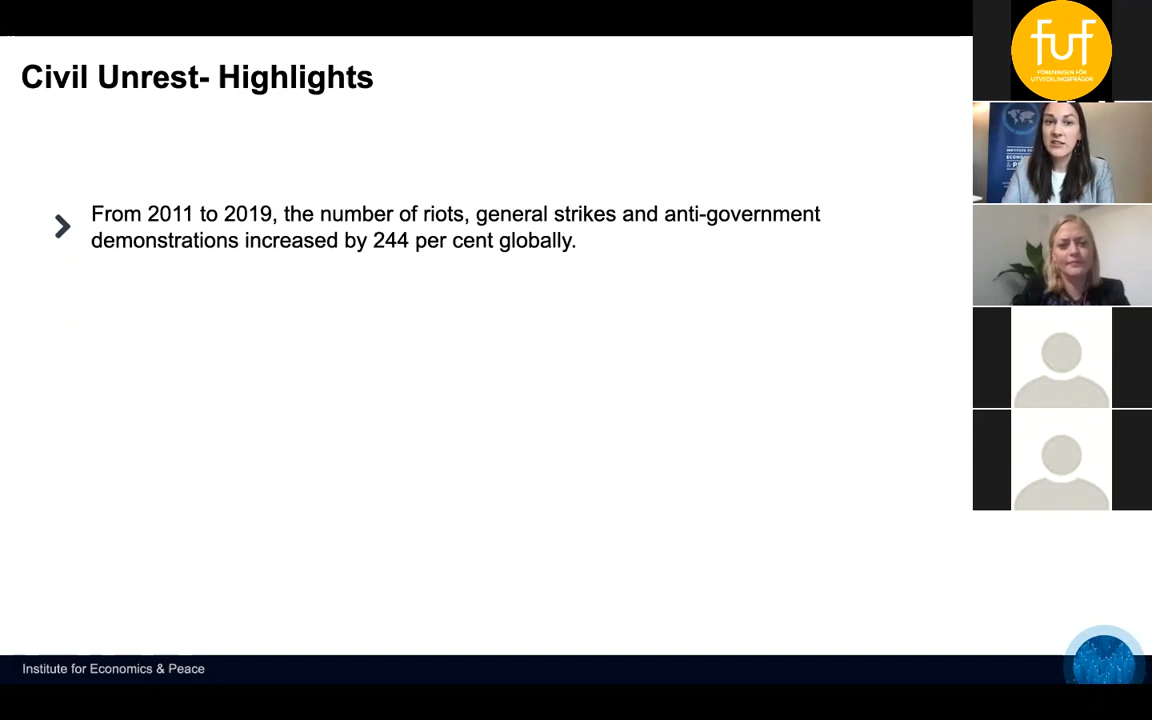 Civil Unrest- Highlights
From 2011 to 2019, the number of riots, general strikes and anti-government
demonstrations increased by 244 per cent globally.
Institute for Economics & Peace
fuf
FÖRENINGEN FÖR
UTVECKLINGSFRÅGOR